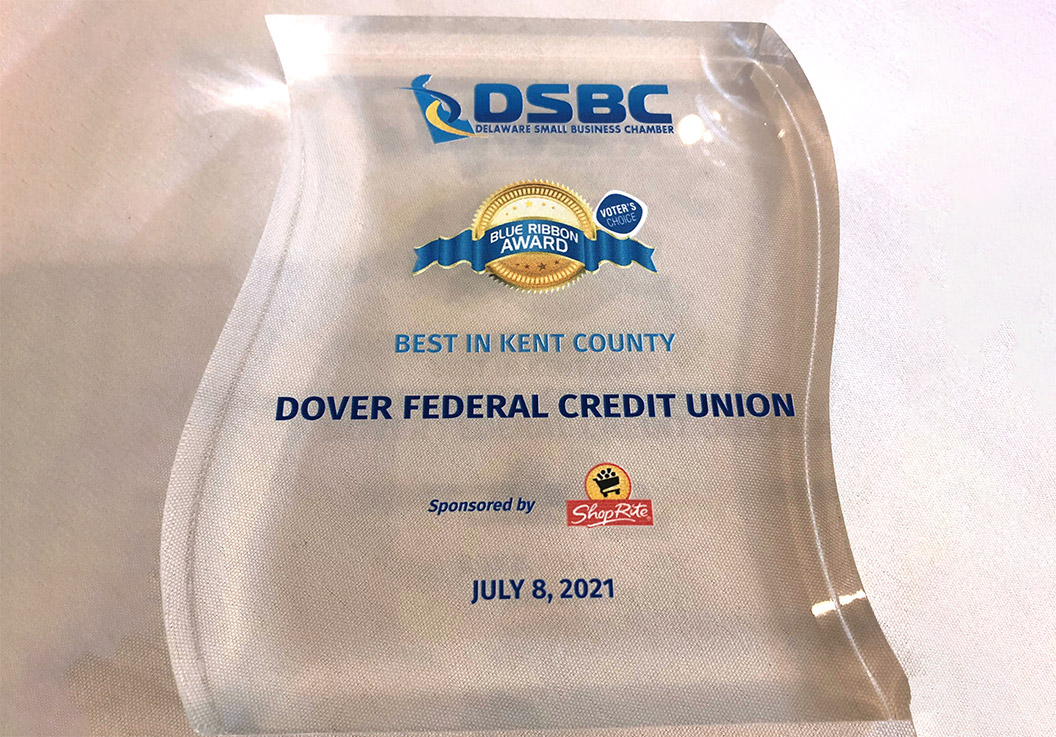 DSBC
DELAWARE SMALL BUSINESS CHAMBER
VOTER'S
CHOICE
BLUE RIBBON
AWARD
BEST IN KENT COUNTY
DOVER FEDERAL CREDIT UNION
Sponsored by
ShopRite
JULY 8, 2021